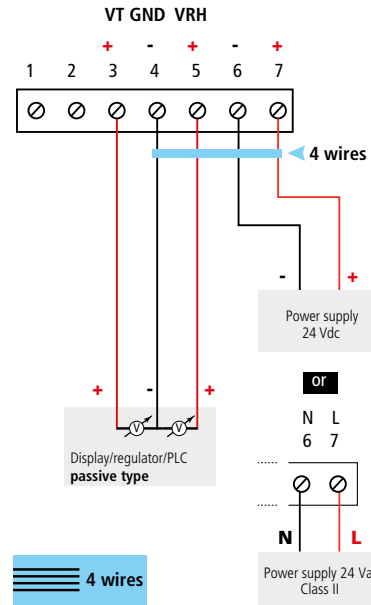 VT GND VRH
+ - + - +
1 2 3 4 5 6 7
4 wires
- +
Power supply
24 Vdc
or
N L
6 7
+ - +
V V
Display/regulator/PLC
passive type
N L
4 wires
Power supply 24 Va
Class II